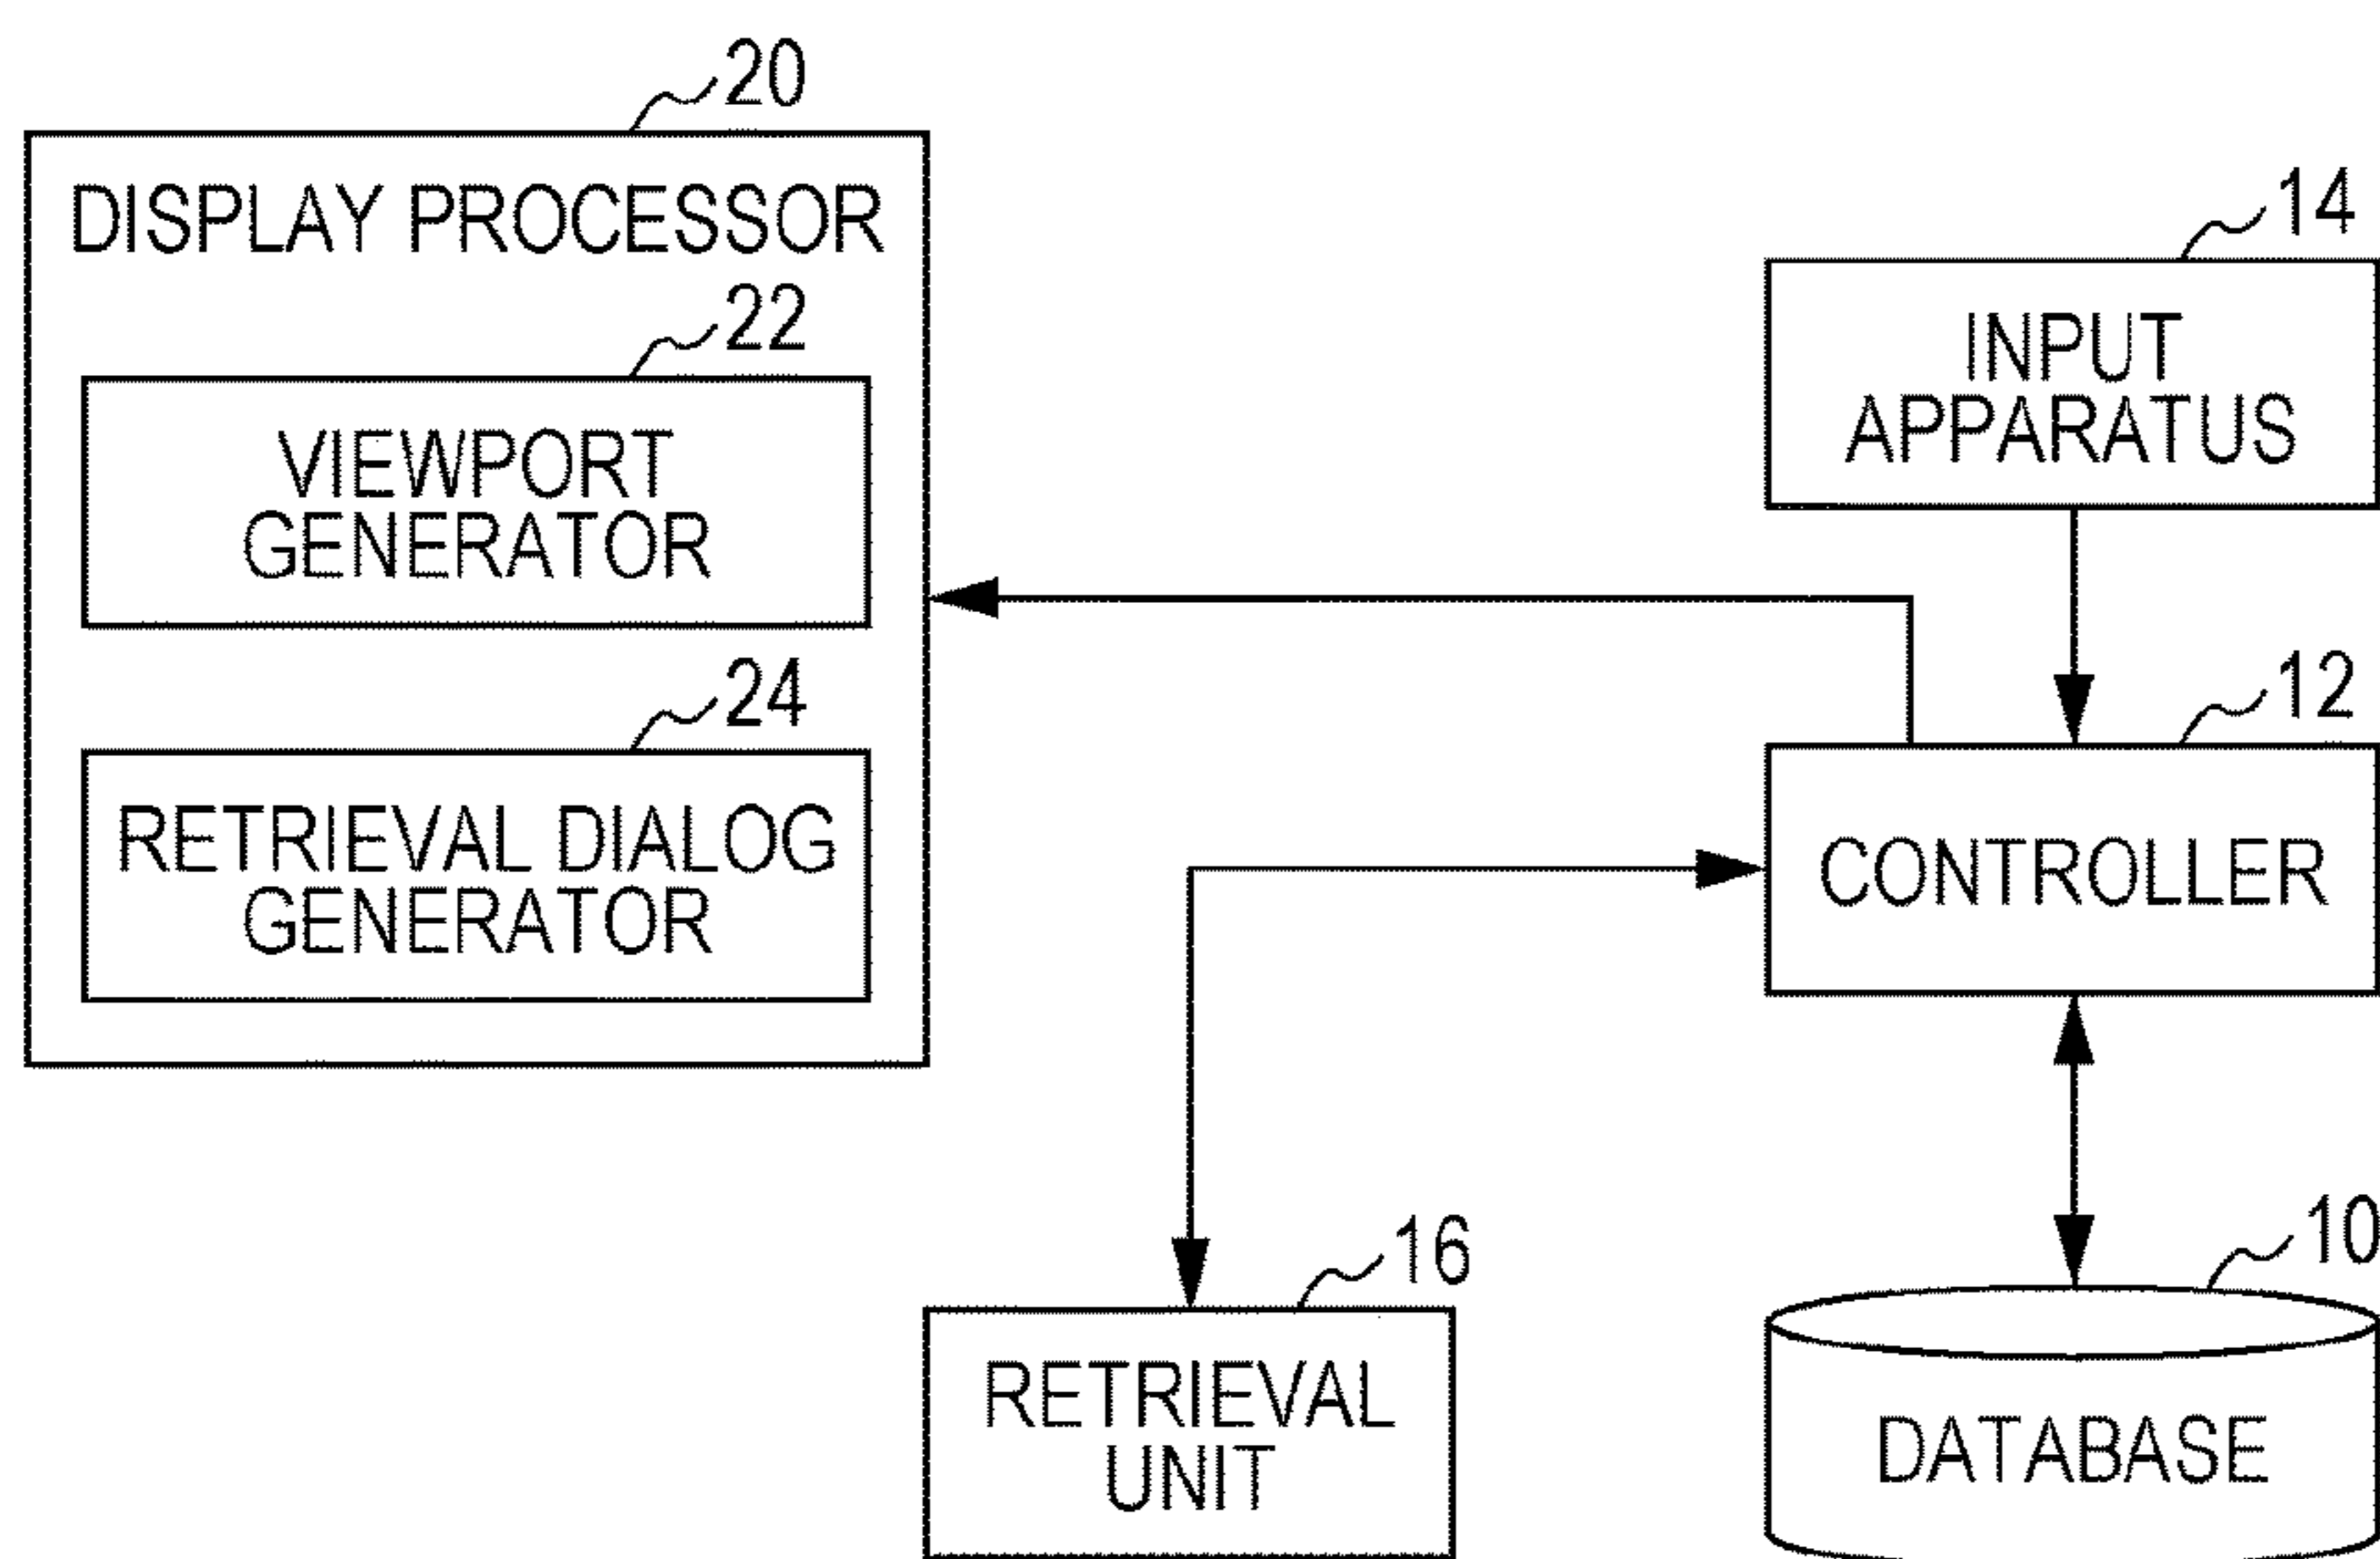 20
DISPLAY PROCESSOR
22
VIEWPORT
GENERATOR
24
RETRIEVAL DIALOG
GENERATOR
14
INPUT
APPARATUS
12
CONTROLLER
16
RETRIEVAL
UNIT
10
DATABASE